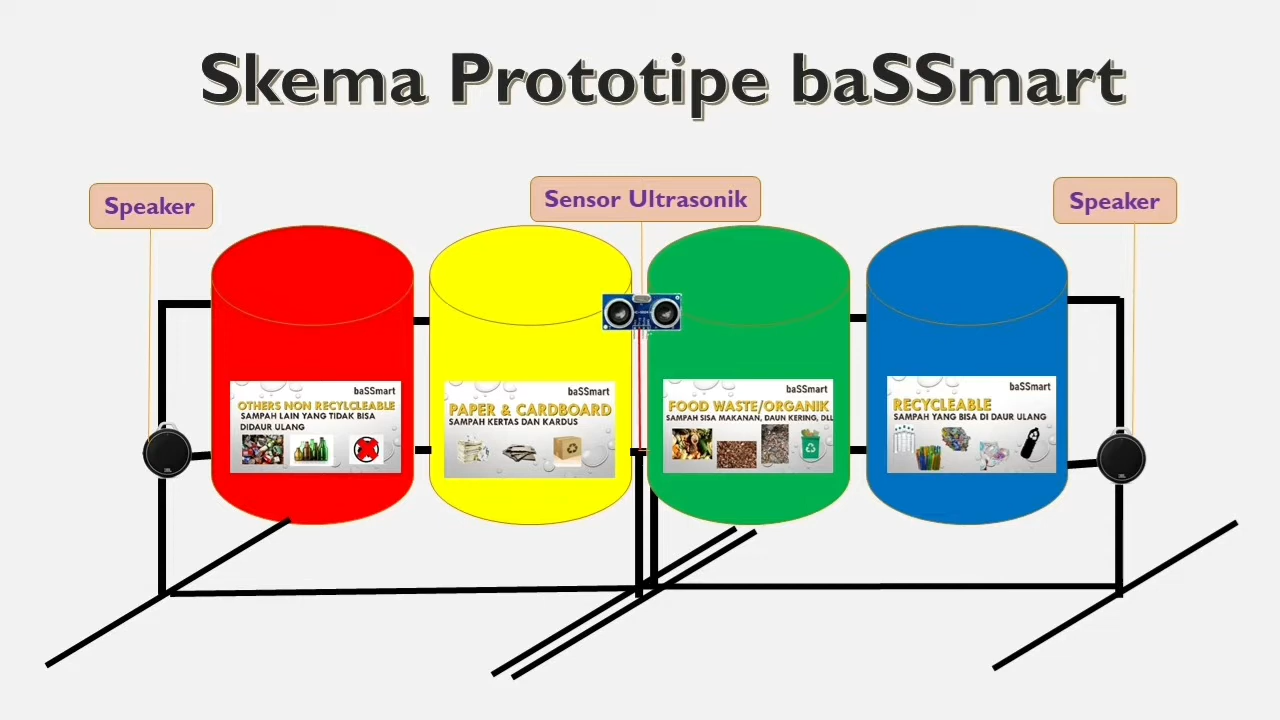 Skema Prototipe baSSmart
Speaker
Sensor Ultrasonik
Speaker
baSSmart
OTHERS NON RECYLCLEABLE
SAMPAH LAIN YANG TIDAK BISA
DIDAUR ULANG
baSSmart
PAPER & CARDBOARD
SAMPAH KERTAS DAN KARDUS
baSSmart
FOOD WASTE/ORGANIK
SAMPAH SISA MAKANAN, DAUN KERING, DLL
baSSmart
RECYCLEABLE
SAMPAH YANG BISA DI DAUR ULANG
JBL
JBL